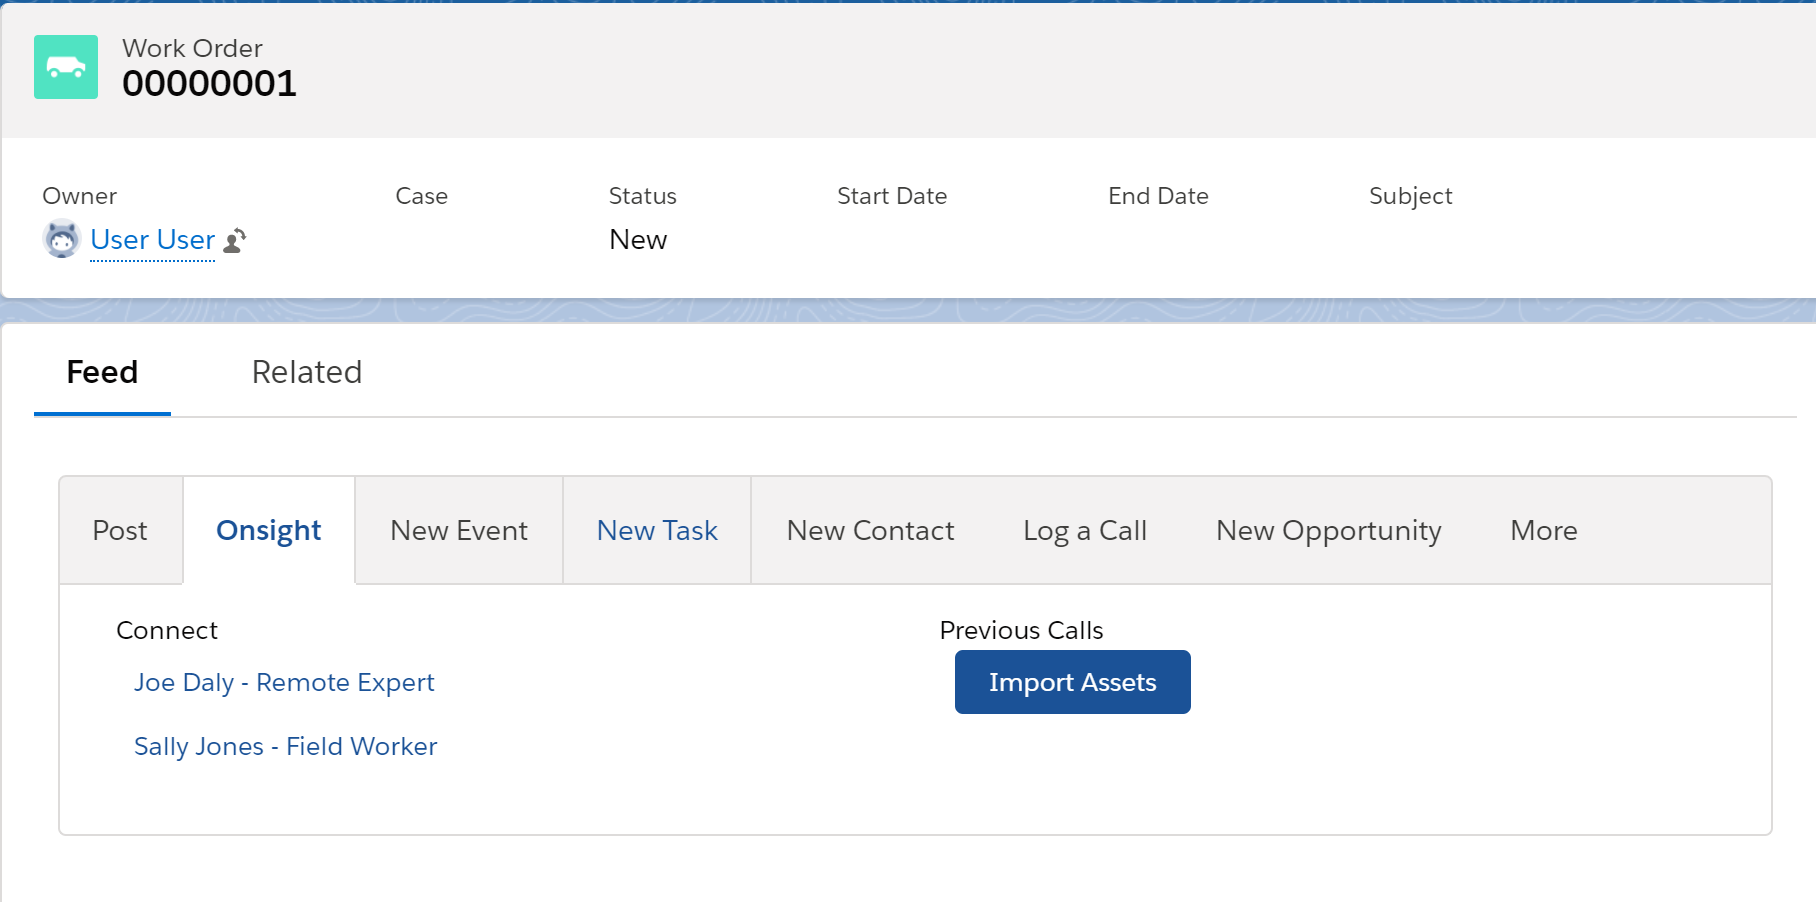 Work Order
00000001
Owner Case Status Start Date End Date Subject
User User New
Feed Related
Post Onsight New Event New Task New Contact Log a Call New Opportunity More
Connect Previous Calls
Joe Daly - Remote Expert Import Assets
Sally Jones - Field Worker